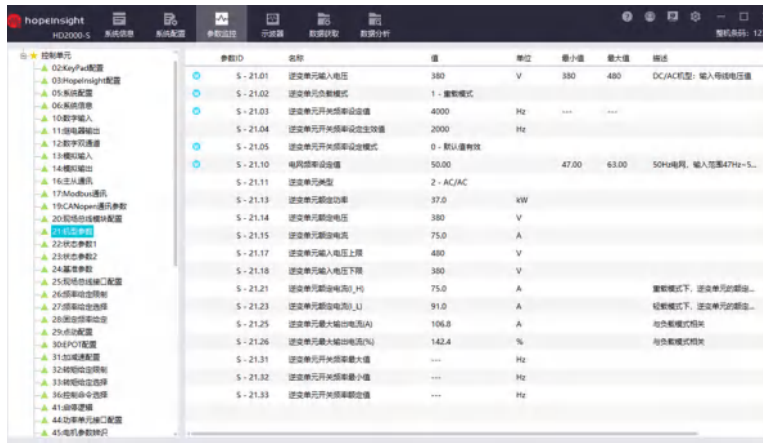 hopeInsight
HD2000-S
系统信息
系统配置
参数监控
示波器
数据获取
数据分析
整机条码: 12
控制单元
02:KeyPad配置
03:HopeInsight配置
05:系统配置
06:系统信息
10:数字输入
11:继电器输出
12:数字双通道
13:模拟输入
14:模拟输出
16:主从通讯
17:Modbus通讯
19:CANopen通讯参数
20:现场总线模块配置
21:机型参数
22:状态参数1
23:状态参数2
24:基准参数
25:现场总线接口配置
26:频率给定限制
27:频率给定选择
28:固定频率给定
29:点动配置
30:EPOT配置
31:加减速配置
32:转矩给定限制
33:转矩给定选择
36:控制命令选择
41:启停逻辑
44:功率单元接口配置
45:电机参数辨识
参数ID 名称 值 单位 最小值 最大值 描述
S - 21.01 逆变单元输入电压 380 V 380 480 DC/AC机型：输入母线电压值
S - 21.02 逆变单元负载模式 1 - 重载模式
S - 21.03 逆变单元开关频率设定值 4000 Hz --- ---
S - 21.04 逆变单元开关频率设定生效值 2000 Hz
S - 21.05 逆变单元开关频率设定模式 0 - 默认值有效
S - 21.10 电网频率设定值 50.00 47.00 63.00 50Hz电网，输入范围47Hz~5...
S - 21.11 逆变单元类型 2 - AC/AC
S - 21.13 逆变单元额定功率 37.0 kW
S - 21.14 逆变单元额定电压 380 V
S - 21.15 逆变单元额定电流 75.0 A
S - 21.17 逆变单元输入电压上限 480 V
S - 21.18 逆变单元输入电压下限 380 V
S - 21.21 逆变单元额定电流(I_H) 75.0 A 重载模式下，逆变单元的额定...
S - 21.23 逆变单元额定电流(I_L) 91.0 A 轻载模式下，逆变单元的额定...
S - 21.25 逆变单元最大输出电流(A) 106.8 A 与负载模式相关
S - 21.26 逆变单元最大输出电流(%) 142.4 % 与负载模式相关
S - 21.31 逆变单元开关频率最大值 --- Hz
S - 21.32 逆变单元开关频率最小值 --- Hz
S - 21.33 逆变单元开关频率额定值 --- Hz